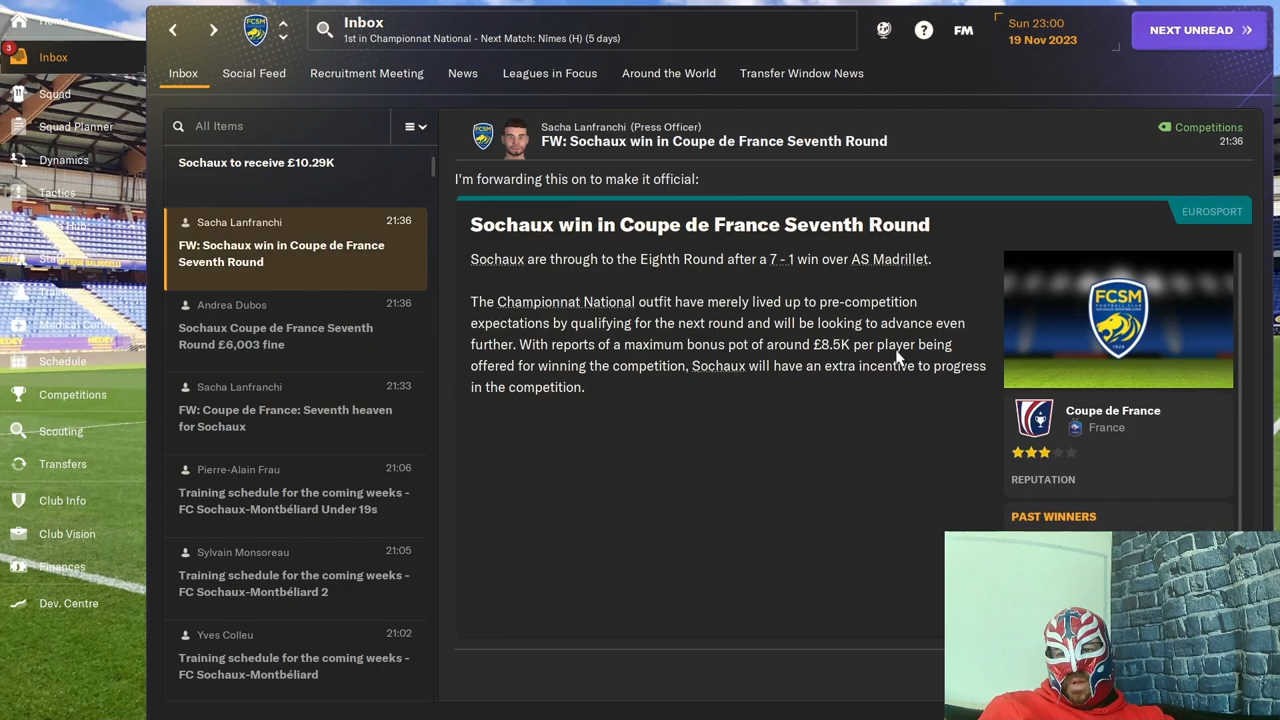 Home
3
Inbox
Squad
Squad Planner
Dynamics
Tactics
Medical Centre
Schedule
Competitions
Scouting
Transfers
Club Info
Club Vision
Finances
Dev. Centre
FCSM
Inbox
1st in Championnat National - Next Match: Nîmes (H) (5 days)
?
FM
Sun 23:00
19 Nov 2023
NEXT UNREAD
Inbox
Social Feed
Recruitment Meeting
News
Leagues in Focus
Around the World
Transfer Window News
All Items
Sochaux to receive £10.29K
Sacha Lanfranchi 21:36
FW: Sochaux win in Coupe de France
Seventh Round
Andrea Dubos 21:36
Sochaux Coupe de France Seventh
Round £6,003 fine
Sacha Lanfranchi 21:33
FW: Coupe de France: Seventh heaven
for Sochaux
Pierre-Alain Frau 21:06
Training schedule for the coming weeks -
FC Sochaux-Montbéliard Under 19s
Sylvain Monsoreau 21:05
Training schedule for the coming weeks -
FC Sochaux-Montbéliard 2
Yves Colleu 21:02
Training schedule for the coming weeks -
FC Sochaux-Montbéliard
Sacha Lanfranchi (Press Officer)
FW: Sochaux win in Coupe de France Seventh Round
Competitions
21:36
I'm forwarding this on to make it official:
EUROSPORT
Sochaux win in Coupe de France Seventh Round
Sochaux are through to the Eighth Round after a 7 - 1 win over AS Madrillet.
The Championnat National outfit have merely lived up to pre-competition
expectations by qualifying for the next round and will be looking to advance even
further. With reports of a maximum bonus pot of around £8.5K per player being
offered for winning the competition, Sochaux will have an extra incentive to progress
in the competition.
FCSM
Coupe de France
France
REPUTATION
PAST WINNERS